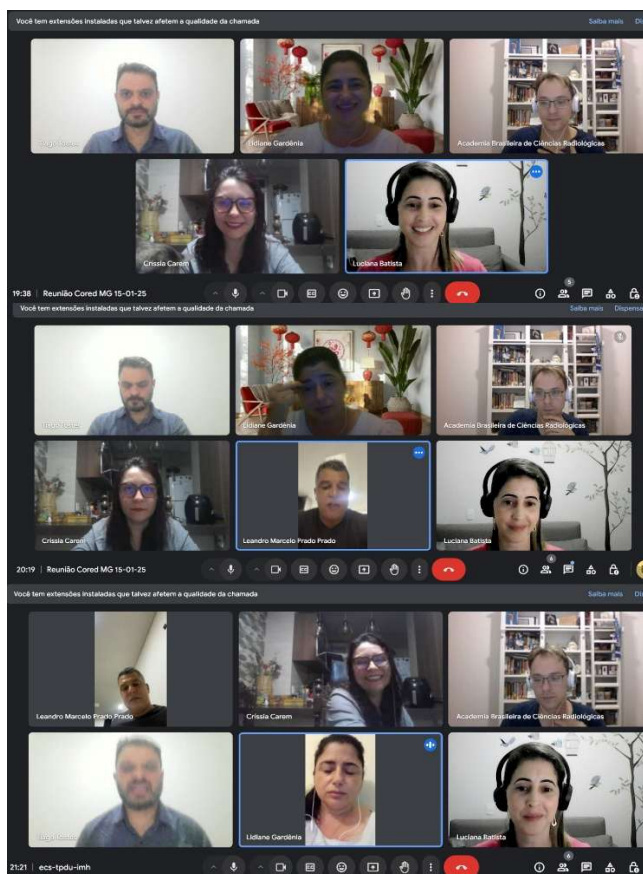 Você tem extensões instaladas que talvez afetem a qualidade da chamada
Saiba mais
Lidiane Gardênia
Academia Brasileira de Ciências Radiológicas
Crissia Carem
Luciana Batista
19:38 | Reunião Cored MG 15-01-25
5
Você tem extensões instaladas que talvez afetem a qualidade da chamada
Saiba mais Dispensa
Lidiane Gardênia
Academia Brasileira de Ciências Radiológicas
Crissia Carem
Leandro Marcelo Prado Prado
Luciana Batista
20:19 | Reunião Cored MG 15-01-25
6
Você tem extensões instaladas que talvez afetem a qualidade da chamada
Saiba mais
Leandro Marcelo Prado Prado
Crissia Carem
Academia Brasileira de Ciências Radiológicas
Lidiane Gardênia
Luciana Batista
21:21 | ecs-tpdu-imh
6